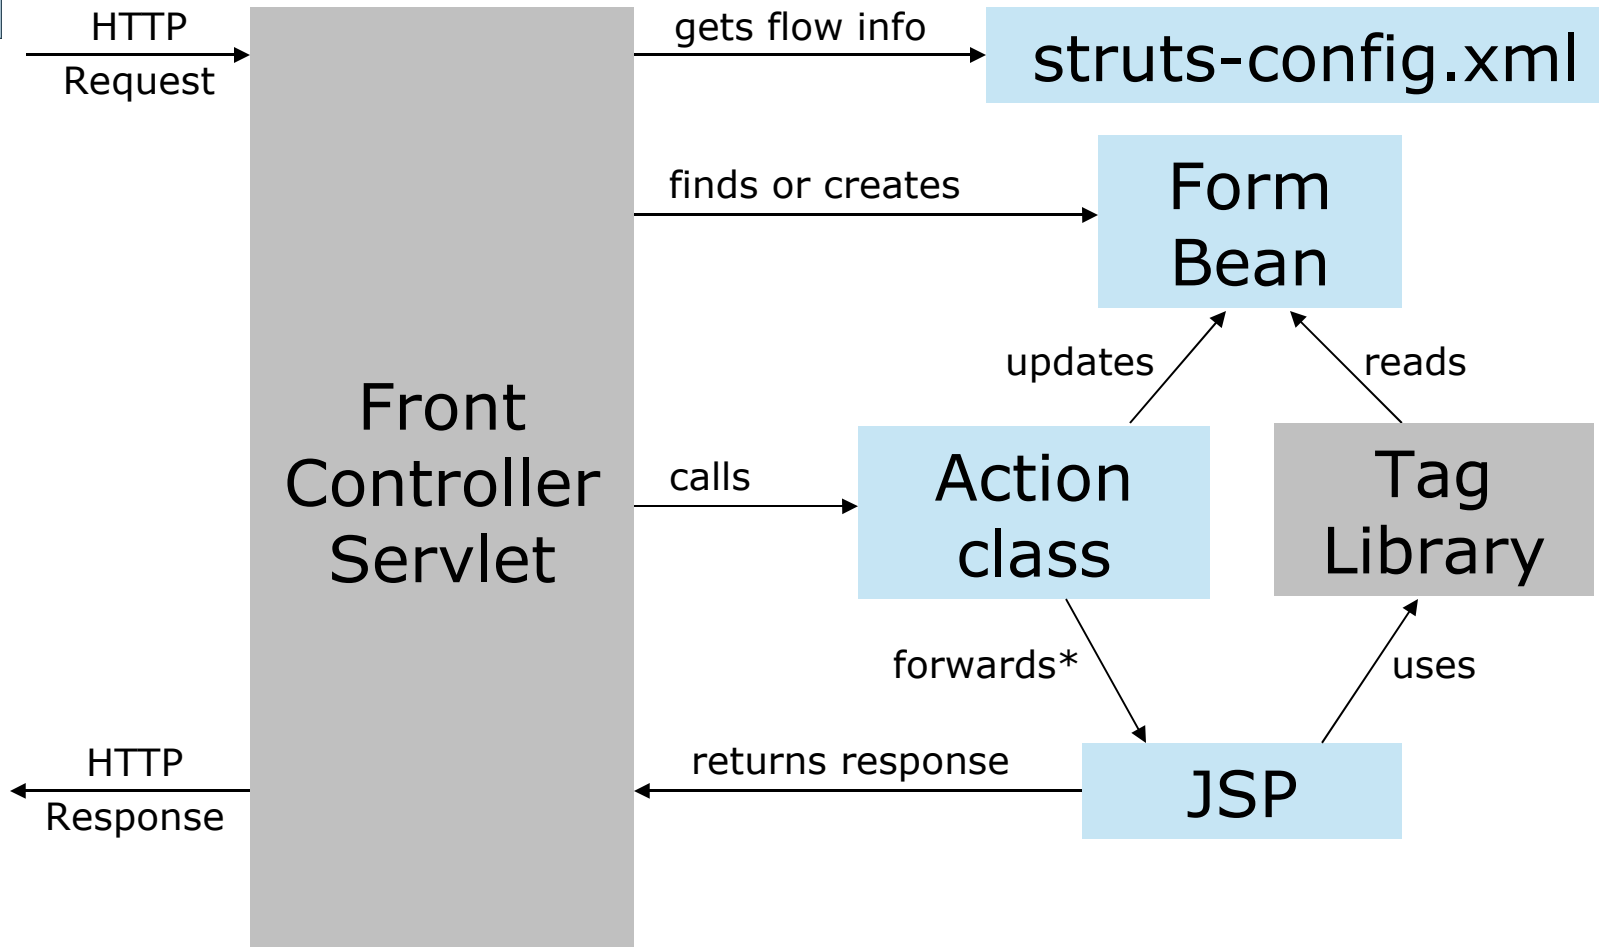 HTTP
Request
gets flow info
struts-config.xml
finds or creates
Form
Bean
updates
reads
Front
Controller
Servlet
calls
Action
class
Tag
Library
forwards*
uses
HTTP
Response
returns response
JSP